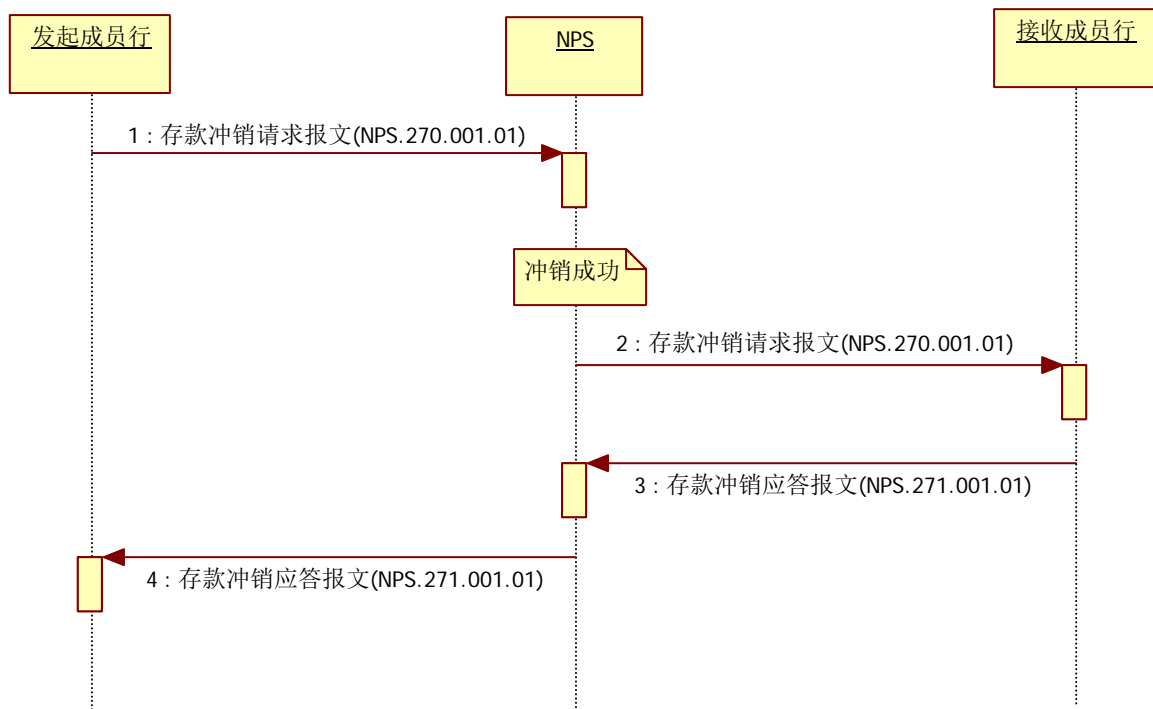 发起成员行
NPS
接收成员行
1 : 存款冲销请求报文(NPS.270.001.01)
冲销成功
2 : 存款冲销请求报文(NPS.270.001.01)
3 : 存款冲销应答报文(NPS.271.001.01)
4 : 存款冲销应答报文(NPS.271.001.01)